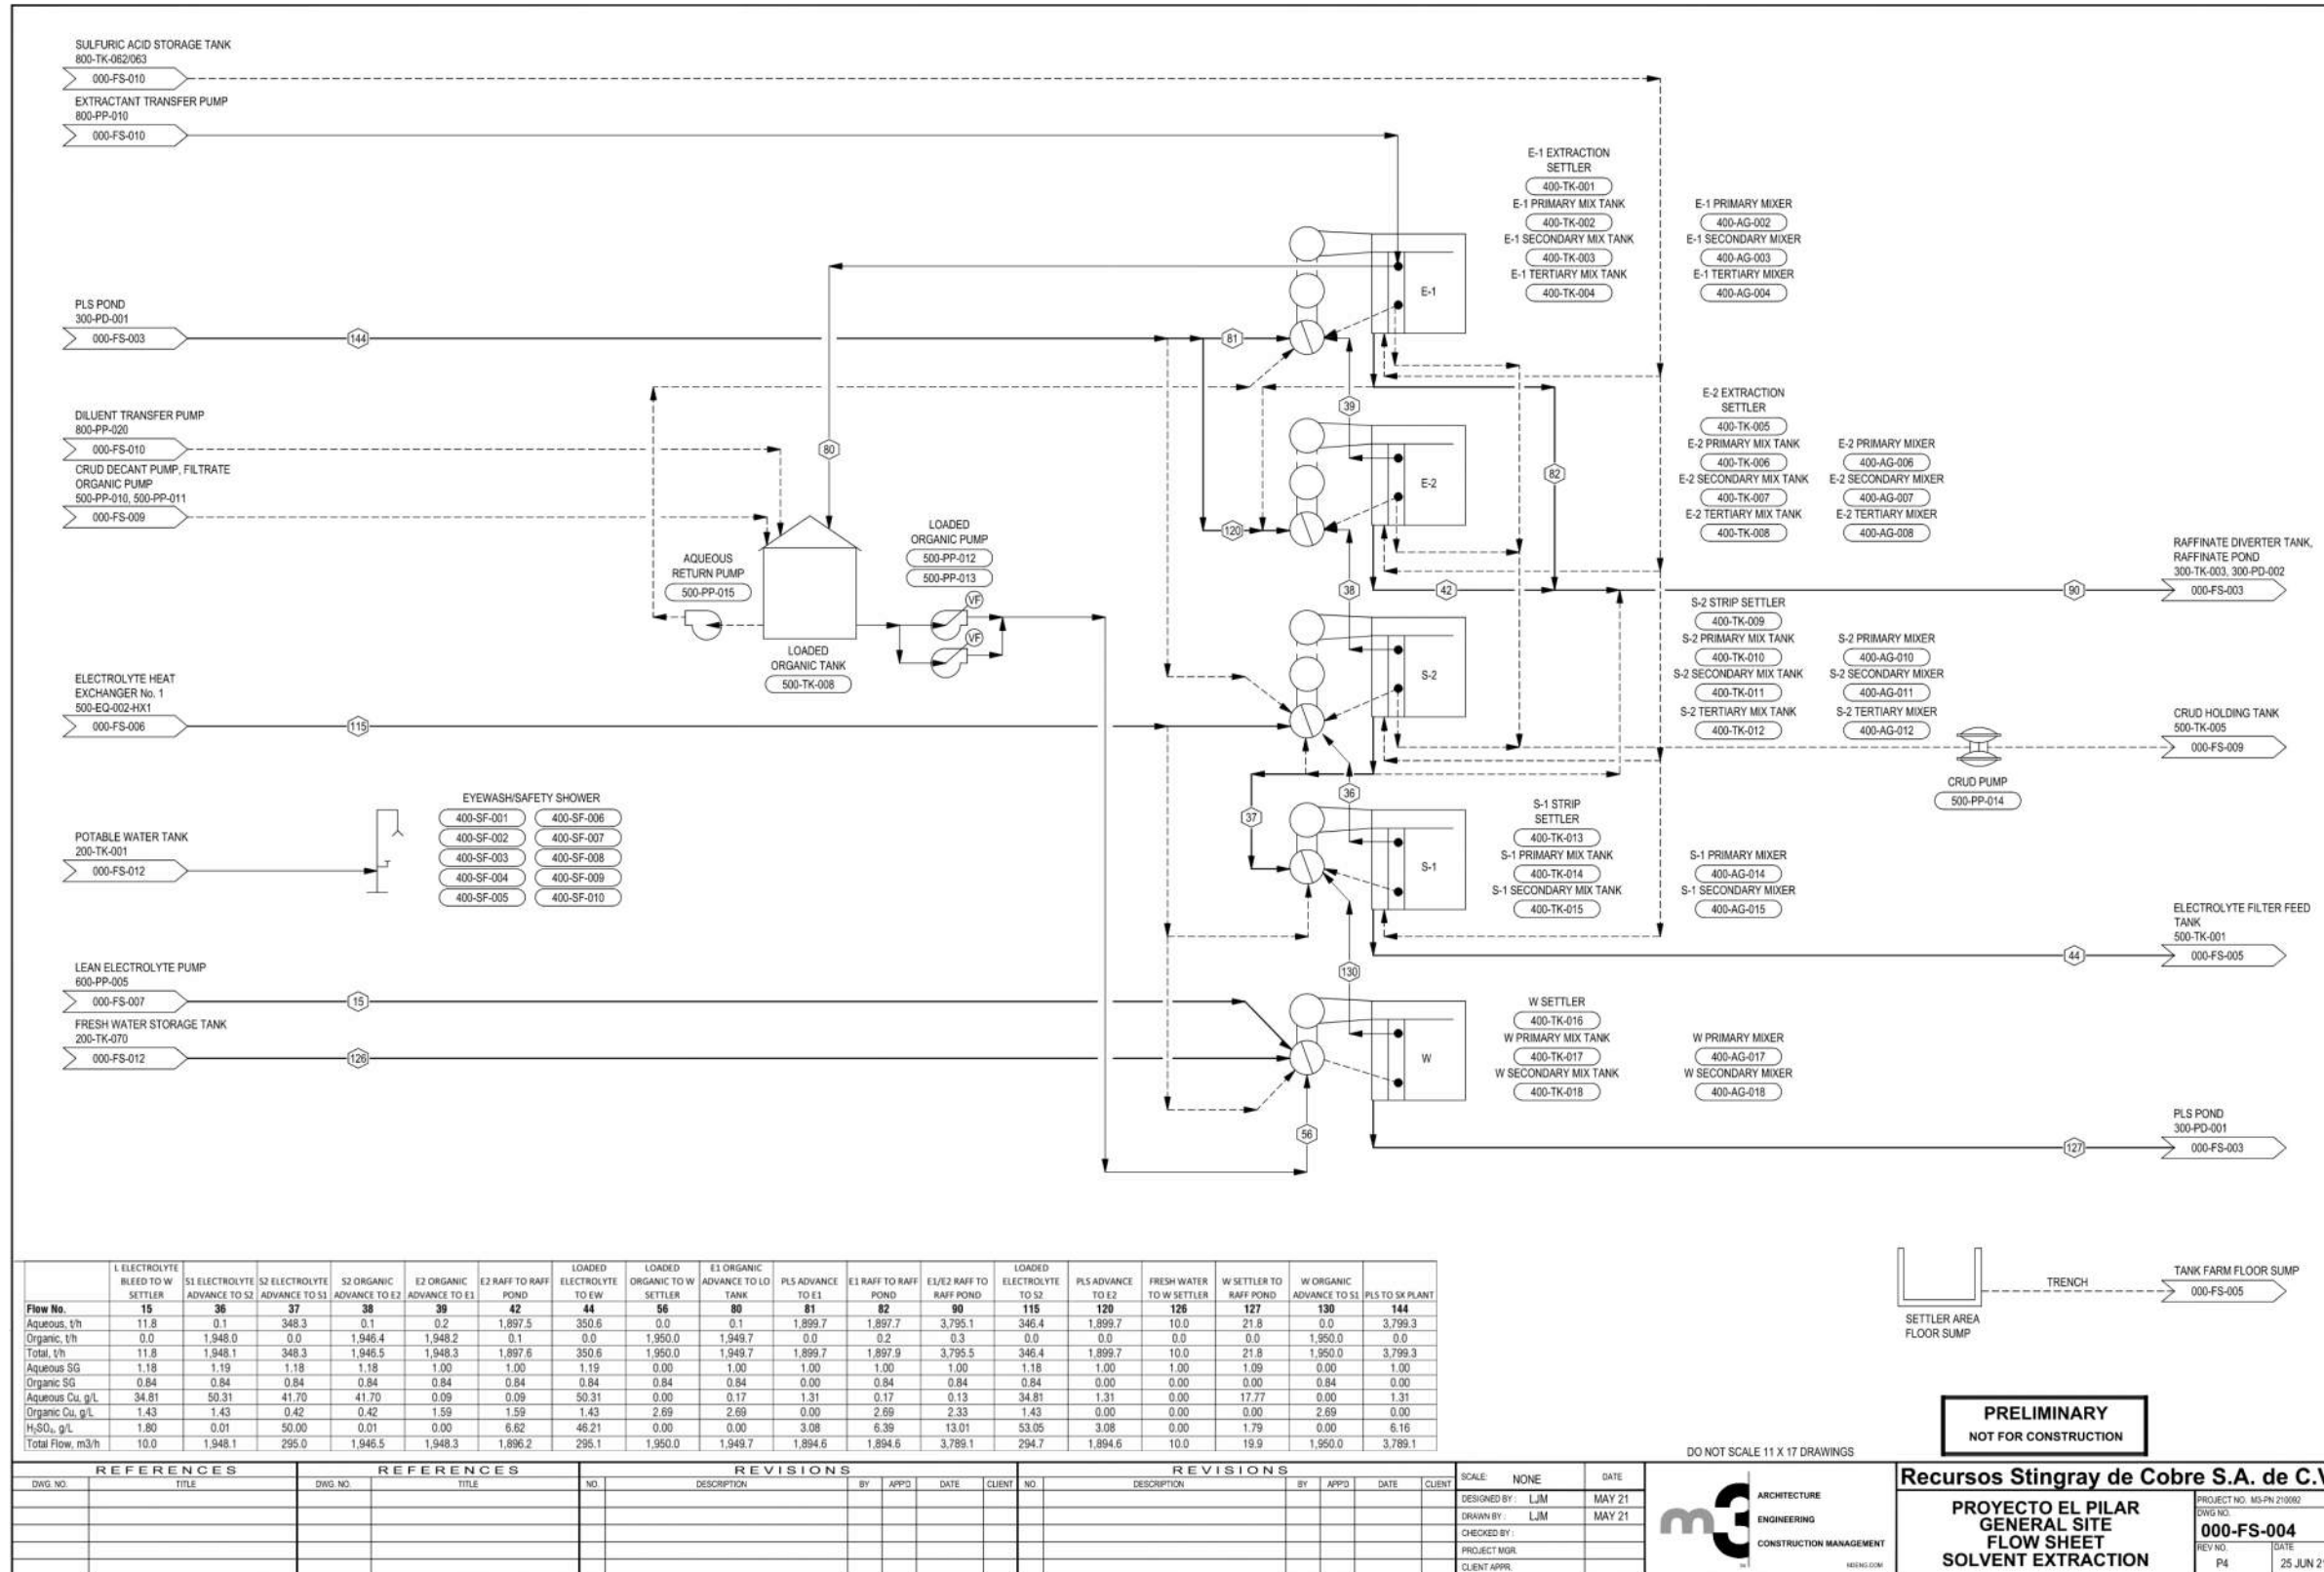 SULFURIC ACID STORAGE TANK
800-TK-062/063
000-FS-010
EXTRACTANT TRANSFER PUMP
800-PP-010
000-FS-010
PLS POND
300-PD-001
000-FS-003
144
DILUENT TRANSFER PUMP
800-PP-020
000-FS-010
CRUD DECANT PUMP, FILTRATE
ORGANIC PUMP
500-PP-010, 500-PP-011
000-FS-009
ELECTROLYTE HEAT
EXCHANGER No. 1
500-EQ-002-HX1
000-FS-006
115
POTABLE WATER TANK
200-TK-001
000-FS-012
EYEWASH/SAFETY SHOWER
400-SF-001 400-SF-006
400-SF-002 400-SF-007
400-SF-003 400-SF-008
400-SF-004 400-SF-009
400-SF-005 400-SF-010
LEAN ELECTROLYTE PUMP
600-PP-005
000-FS-007
15
FRESH WATER STORAGE TANK
200-TK-070
000-FS-012
126
AQUEOUS
RETURN PUMP
500-PP-015
80
LOADED
ORGANIC TANK
500-TK-008
LOADED
ORGANIC PUMP
500-PP-012
500-PP-013
VF
VF
81
39
120
38
82
42
36
37
130
56
E-1
E-2
S-2
S-1
W
E-1 EXTRACTION
SETTLER
400-TK-001
E-1 PRIMARY MIX TANK
400-TK-002
E-1 SECONDARY MIX TANK
400-TK-003
E-1 TERTIARY MIX TANK
400-TK-004
E-1 PRIMARY MIXER
400-AG-002
E-1 SECONDARY MIXER
400-AG-003
E-1 TERTIARY MIXER
400-AG-004
E-2 EXTRACTION
SETTLER
400-TK-005
E-2 PRIMARY MIX TANK
400-TK-006
E-2 SECONDARY MIX TANK
400-TK-007
E-2 TERTIARY MIX TANK
400-TK-008
E-2 PRIMARY MIXER
400-AG-006
E-2 SECONDARY MIXER
400-AG-007
E-2 TERTIARY MIXER
400-AG-008
S-2 STRIP SETTLER
400-TK-009
S-2 PRIMARY MIX TANK
400-TK-010
S-2 SECONDARY MIX TANK
400-TK-011
S-2 TERTIARY MIX TANK
400-TK-012
S-2 PRIMARY MIXER
400-AG-010
S-2 SECONDARY MIXER
400-AG-011
S-2 TERTIARY MIXER
400-AG-012
S-1 STRIP
SETTLER
400-TK-013
S-1 PRIMARY MIX TANK
400-TK-014
S-1 SECONDARY MIX TANK
400-TK-015
S-1 PRIMARY MIXER
400-AG-014
S-1 SECONDARY MIXER
400-AG-015
W SETTLER
400-TK-016
W PRIMARY MIX TANK
400-TK-017
W SECONDARY MIX TANK
400-TK-018
W PRIMARY MIXER
400-AG-017
W SECONDARY MIXER
400-AG-018
CRUD PUMP
500-PP-014
RAFFINATE DIVERTER TANK,
RAFFINATE POND
300-TK-003, 300-PD-002
000-FS-003
90
CRUD HOLDING TANK
500-TK-005
000-FS-009
ELECTROLYTE FILTER FEED
TANK
500-TK-001
000-FS-005
44
PLS POND
300-PD-001
000-FS-003
127
SETTLER AREA
FLOOR SUMP
TRENCH
TANK FARM FLOOR SUMP
000-FS-005
L ELECTROLYTE BLEED TO W SETTLER S1 ELECTROLYTE ADVANCE TO S2 S2 ELECTROLYTE ADVANCE TO S1 S2 ORGANIC ADVANCE TO E2 E2 ORGANIC ADVANCE TO E1 E2 RAFF TO RAFF POND LOADED ELECTROLYTE TO EW LOADED ORGANIC TO W SETTLER E1 ORGANIC ADVANCE TO LO TANK PLS ADVANCE TO E1 E1 RAFF TO RAFF POND E1/E2 RAFF TO RAFF POND LOADED ELECTROLYTE TO S2 PLS ADVANCE TO E2 FRESH WATER TO W SETTLER W SETTLER TO RAFF POND W ORGANIC ADVANCE TO S1 PLS TO SX PLANT
Flow No. 15 36 37 38 39 42 44 56 80 81 82 90 115 120 126 127 130 144
Aqueous, t/h 11.8 0.1 348.3 0.1 0.2 1,897.5 350.6 0.0 0.1 1,899.7 1,897.7 3,795.1 346.4 1,899.7 10.0 21.8 0.0 3,799.3
Organic, t/h 0.0 1,948.0 0.0 1,946.4 1,948.2 0.1 0.0 1,950.0 1,949.7 0.0 0.2 0.3 0.0 0.0 0.0 0.0 1,950.0 0.0
Total, t/h 11.8 1,948.1 348.3 1,946.5 1,948.3 1,897.6 350.6 1,950.0 1,949.7 1,899.7 1,897.9 3,795.5 346.4 1,899.7 10.0 21.8 1,950.0 3,799.3
Aqueous SG 1.18 1.19 1.18 1.18 1.00 1.00 1.19 0.00 1.00 1.00 1.00 1.00 1.18 1.00 1.00 1.09 0.00 1.00
Organic SG 0.84 0.84 0.84 0.84 0.84 0.84 0.84 0.84 0.84 0.00 0.84 0.84 0.84 0.00 0.00 0.00 0.84 0.00
Aqueous Cu, g/L 34.81 50.31 41.70 41.70 0.09 0.09 50.31 0.00 0.17 1.31 0.17 0.13 34.81 1.31 0.00 17.77 0.00 1.31
Organic Cu, g/L 1.43 1.43 0.42 0.42 1.59 1.59 1.43 2.69 2.69 0.00 2.69 2.33 1.43 0.00 0.00 0.00 2.69 0.00
H₂SO₄, g/L 1.80 0.01 50.00 0.01 0.00 6.62 46.21 0.00 0.00 3.08 6.39 13.01 53.05 3.08 0.00 1.79 0.00 6.16
Total Flow, m3/h 10.0 1,948.1 295.0 1,946.5 1,948.3 1,896.2 295.1 1,950.0 1,949.7 1,894.6 1,894.6 3,789.1 294.7 1,894.6 10.0 19.9 1,950.0 3,789.1
PRELIMINARY
NOT FOR CONSTRUCTION
DO NOT SCALE 11 X 17 DRAWINGS
REFERENCES REFERENCES REVISIONS REVISIONS
DWG. NO. TITLE DWG. NO. TITLE NO. DESCRIPTION BY APP'D DATE CLIENT NO. DESCRIPTION BY APP'D DATE CLIENT
SCALE: NONE DATE
DESIGNED BY: LJM MAY 21
DRAWN BY: LJM MAY 21
CHECKED BY:
PROJECT MGR.
CLIENT APPR.
m3
ARCHITECTURE
ENGINEERING
CONSTRUCTION MANAGEMENT
Recursos Stingray de Cobre S.A. de C.V
PROYECTO EL PILAR
GENERAL SITE
FLOW SHEET
SOLVENT EXTRACTION
PROJECT NO. M3-PN 210092
DWG NO.
000-FS-004
REV NO. DATE
P4 25 JUN 2